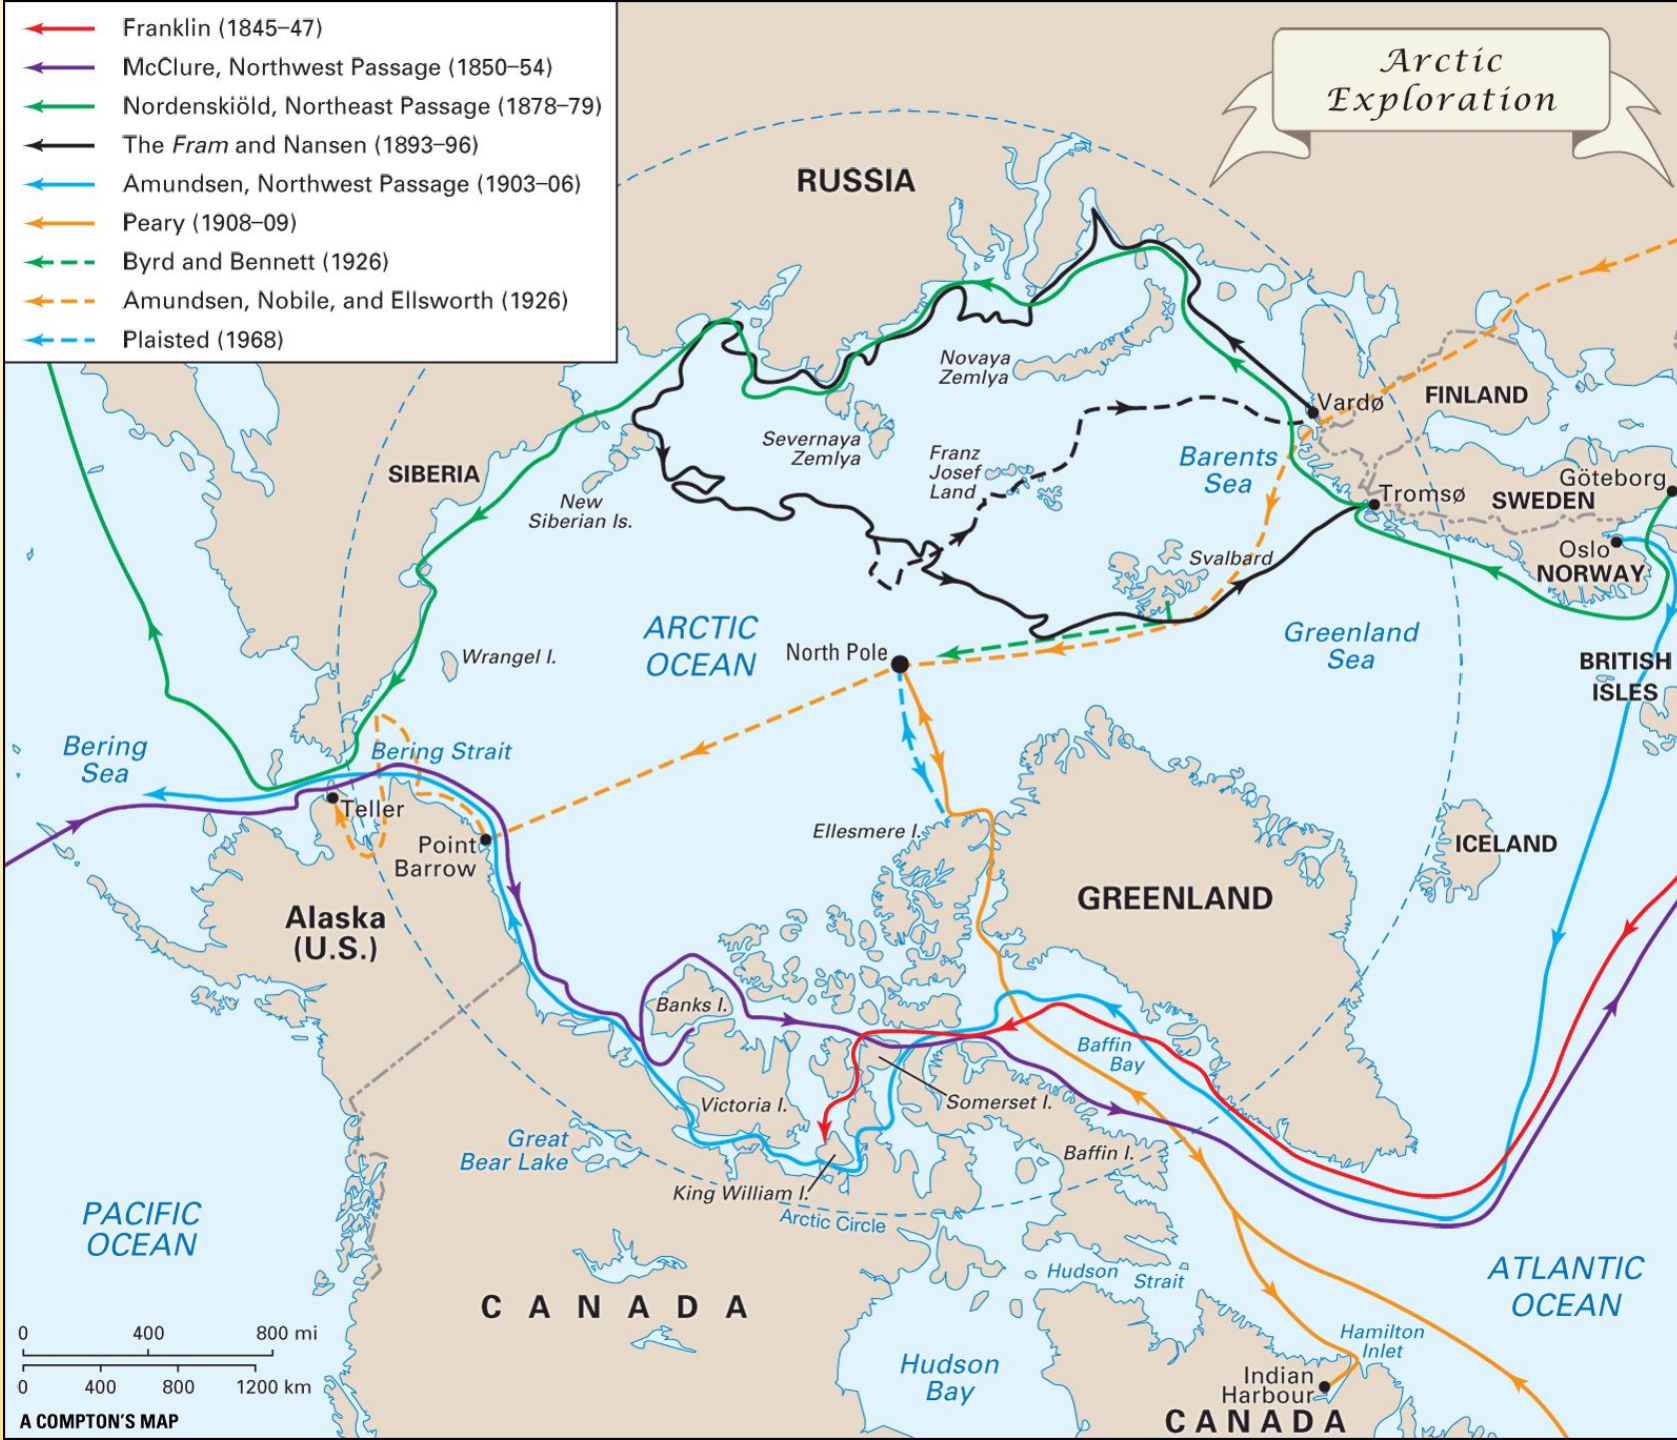 Franklin (1845–47)
McClure, Northwest Passage (1850–54)
Nordenskiöld, Northeast Passage (1878–79)
The Fram and Nansen (1893–96)
Amundsen, Northwest Passage (1903–06)
Peary (1908–09)
Byrd and Bennett (1926)
Amundsen, Nobile, and Ellsworth (1926)
Plaisted (1968)
Arctic
Exploration
RUSSIA
Novaya
Zemlya
Vardø
FINLAND
SIBERIA
Severnaya
Zemlya
Franz
Josef
Land
Barents
Sea
New
Siberian Is.
Tromsø
Göteborg
SWEDEN
Oslo
NORWAY
Svalbard
ARCTIC
OCEAN
Wrangel I.
North Pole
Greenland
Sea
BRITISH
ISLES
Bering
Sea
Bering Strait
Teller
Point
Barrow
Ellesmere I.
ICELAND
GREENLAND
Alaska
(U.S.)
Banks I.
Baffin
Bay
Victoria I.
Somerset I.
Great
Bear Lake
Baffin I.
King William I.
Arctic Circle
PACIFIC
OCEAN
Hudson Strait
ATLANTIC
OCEAN
CANADA
Hamilton
Inlet
Hudson
Bay
Indian
Harbour
CANADA
0 400 800 mi
0 400 800 1200 km
A COMPTON'S MAP